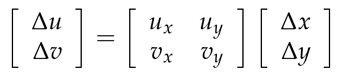 [ Δu ; Δv ] = [ u_x u_y ; v_x v_y ] [ Δx ; Δy ]